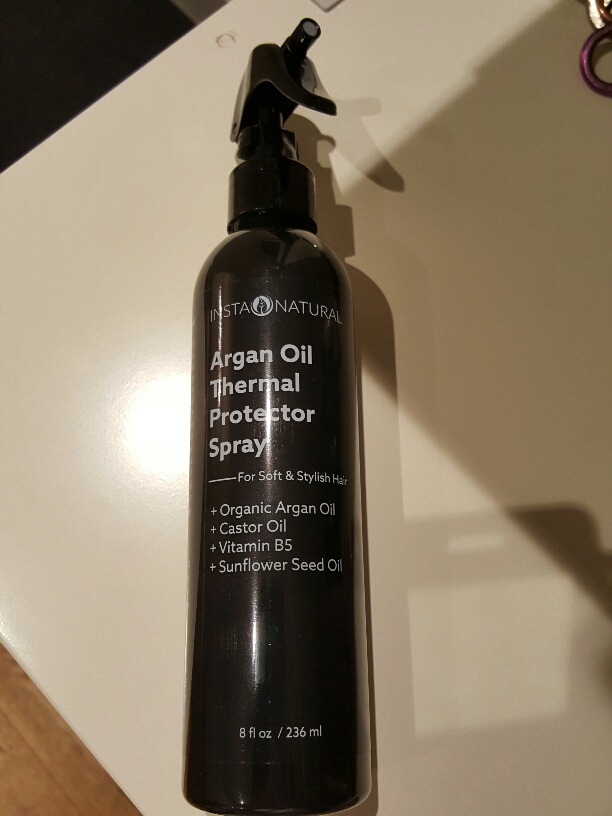 INSTA NATURAL
Argan Oil
Thermal
Protector
Spray
For Soft & Stylish Hair
+ Organic Argan Oil
+ Castor Oil
+ Vitamin B5
+ Sunflower Seed Oil
8 fl oz / 236 ml